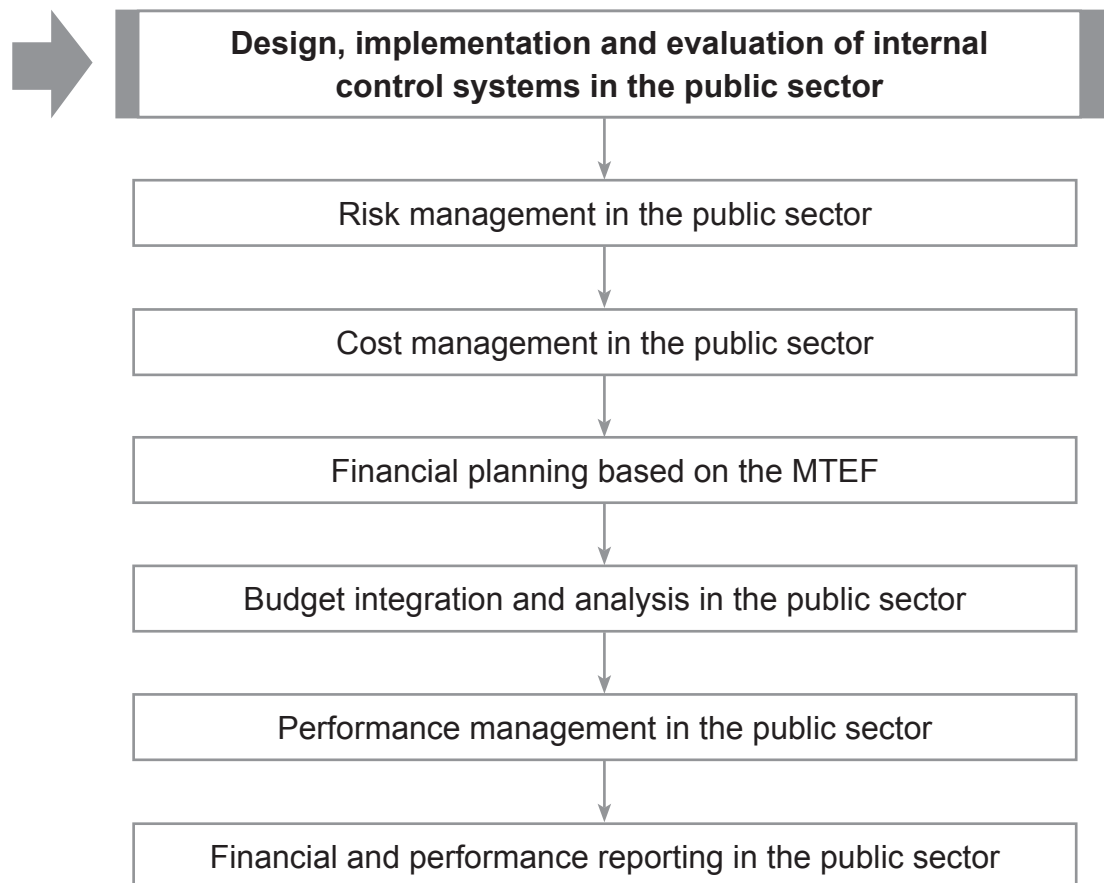 Design, implementation and evaluation of internal
control systems in the public sector
Risk management in the public sector
Cost management in the public sector
Financial planning based on the MTEF
Budget integration and analysis in the public sector
Performance management in the public sector
Financial and performance reporting in the public sector